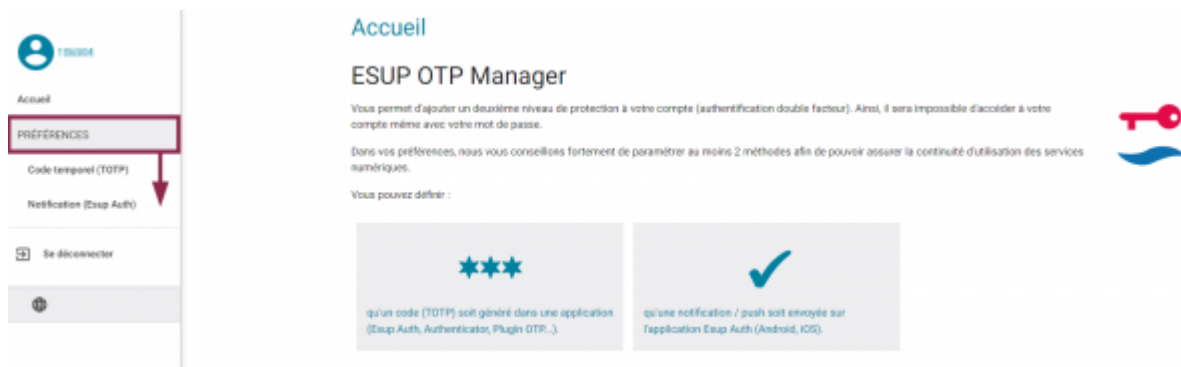 Accueil
PRÉFÉRENCES
Code temporel (TOTP)
Notification (Esup Auth)
Se déconnecter
Accueil
ESUP OTP Manager
Vous permet d'ajouter un deuxième niveau de protection à votre compte (authentification double facteur). Ainsi, il sera impossible d'accéder à votre
compte même avec votre mot de passe.
Dans vos préférences, nous vous conseillons fortement de paramétrer au moins 2 méthodes afin de pouvoir assurer la continuité d'utilisation des services
numériques.
Vous pouvez définir :
qu'un code (TOTP) soit généré dans une application
(Esup Auth, Authenticator, Plugin OTP...).
qu'une notification / push soit envoyée sur
l'application Esup Auth (Android, iOS).